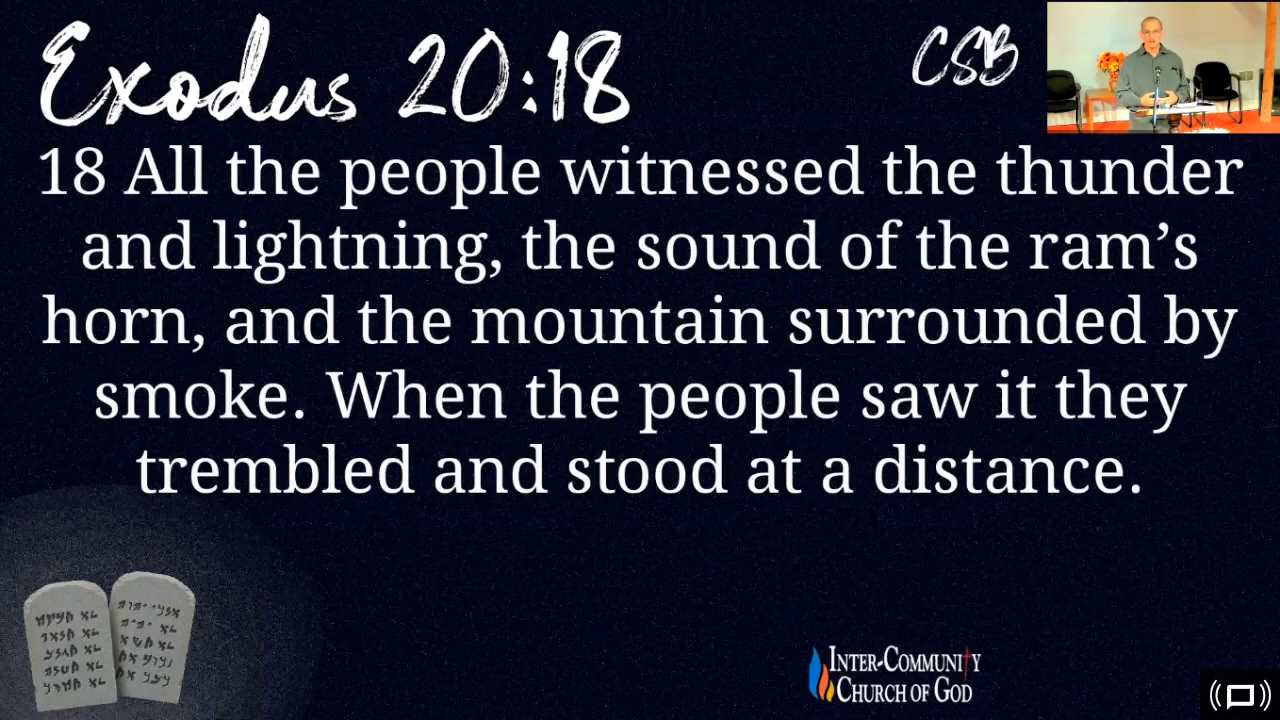 Exodus 20:18
CSB
18 All the people witnessed the thunder
and lightning, the sound of the ram’s
horn, and the mountain surrounded by
smoke. When the people saw it they
trembled and stood at a distance.
INTER-COMMUNITY
CHURCH OF GOD